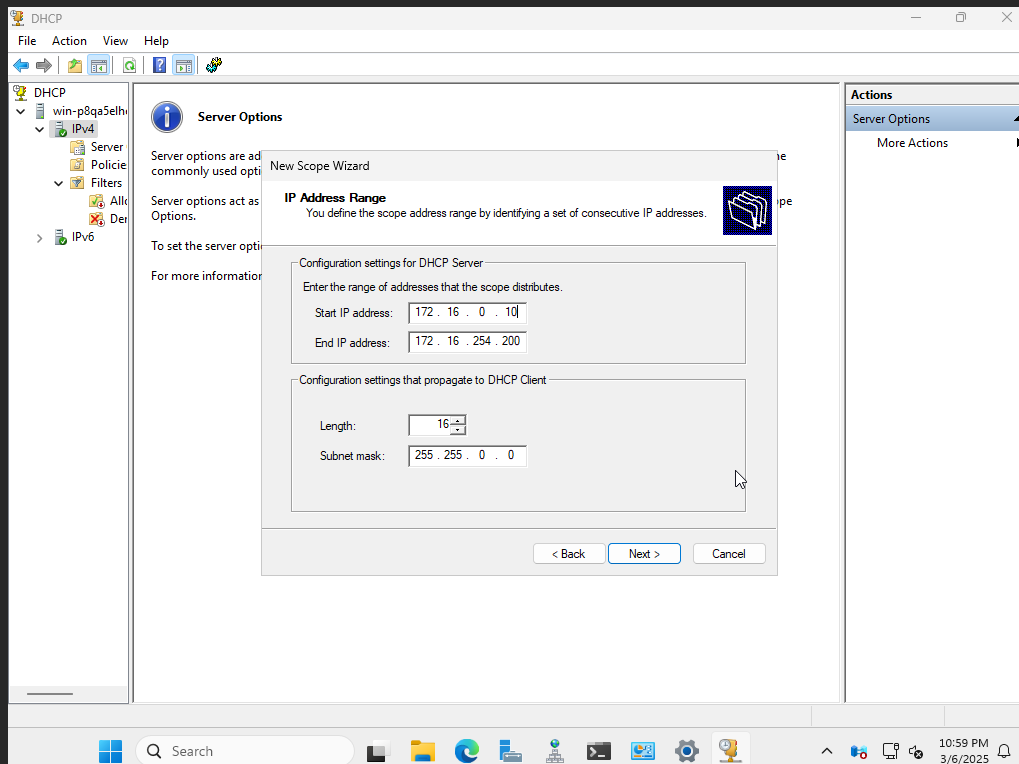 DHCP
File Action View Help
DHCP
win-p8qa5elh
IPv4
Server
Policie
Filters
Allo
Der
IPv6
Server Options
Server options are ad
commonly used opti
Server options act as
Options.
To set the server optio
For more information
Actions
Server Options
More Actions
New Scope Wizard
IP Address Range
You define the scope address range by identifying a set of consecutive IP addresses.
Configuration settings for DHCP Server
Enter the range of addresses that the scope distributes.
Start IP address: 172 . 16 . 0 . 10
End IP address: 172 . 16 . 254 . 200
Configuration settings that propagate to DHCP Client
Length: 16
Subnet mask: 255 . 255 . 0 . 0
< Back Next > Cancel
Search
10:59 PM
3/6/2025